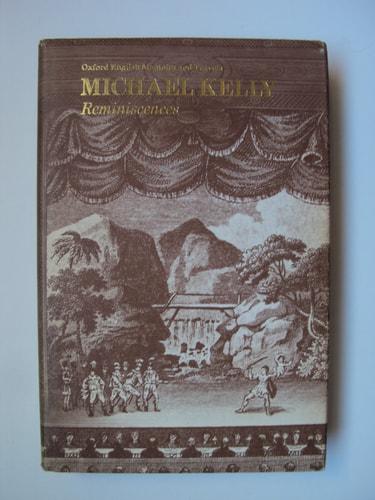 Oxford English Memoirs and Travels
MICHAEL KELLY
Reminiscences